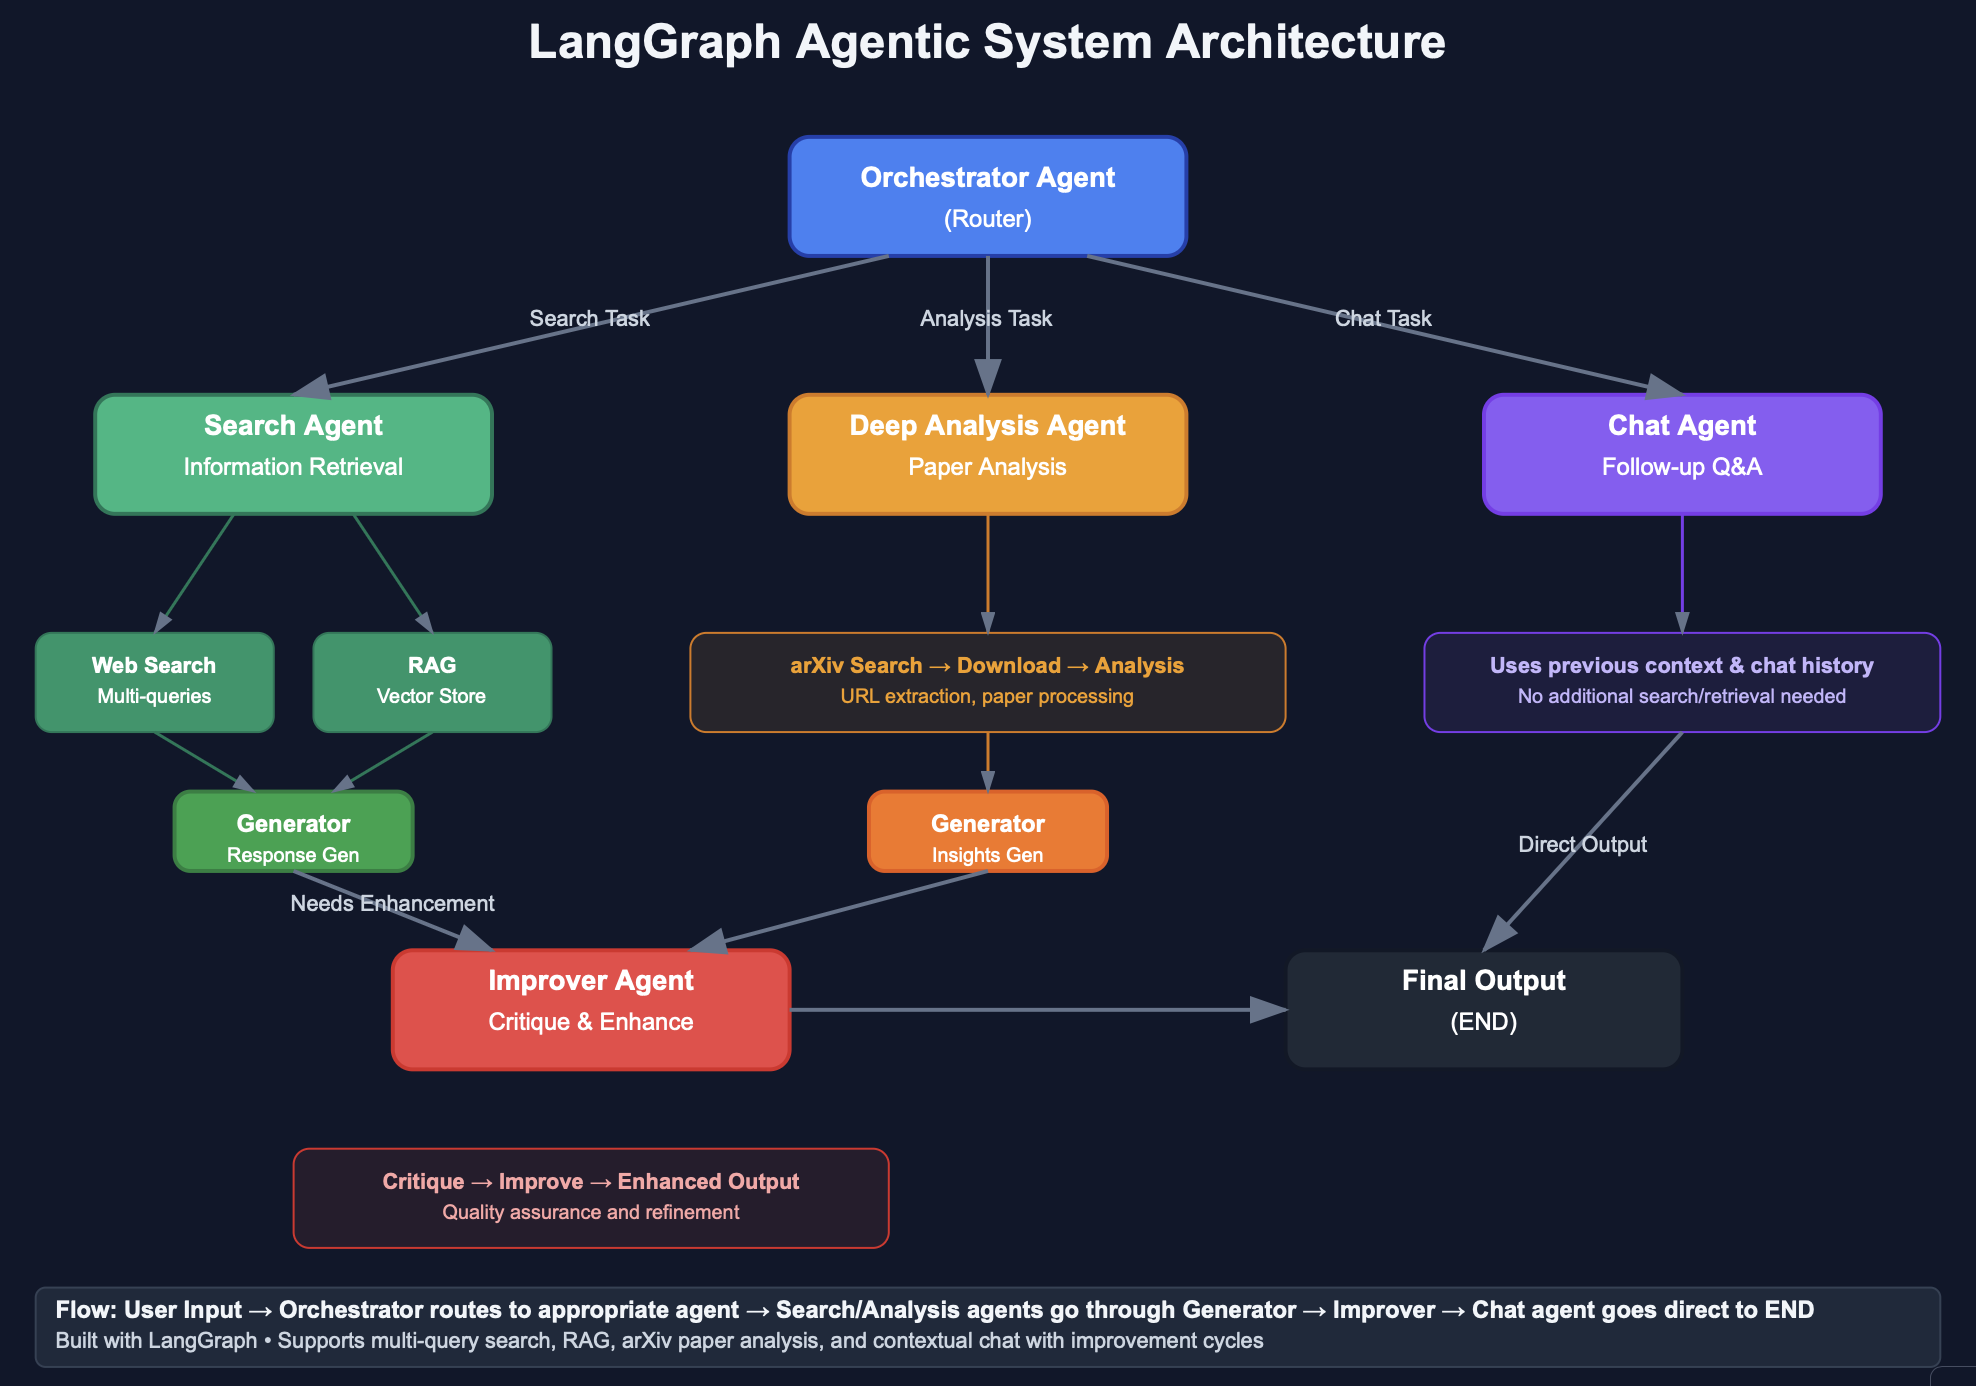 LangGraph Agentic System Architecture
Orchestrator Agent
(Router)
Search Task
Analysis Task
Chat Task
Search Agent
Information Retrieval
Deep Analysis Agent
Paper Analysis
Chat Agent
Follow-up Q&A
Web Search
Multi-queries
RAG
Vector Store
arXiv Search → Download → Analysis
URL extraction, paper processing
Uses previous context & chat history
No additional search/retrieval needed
Generator
Response Gen
Generator
Insights Gen
Direct Output
Needs Enhancement
Improver Agent
Critique & Enhance
Final Output
(END)
Critique → Improve → Enhanced Output
Quality assurance and refinement
Flow: User Input → Orchestrator routes to appropriate agent → Search/Analysis agents go through Generator → Improver → Chat agent goes direct to END
Built with LangGraph • Supports multi-query search, RAG, arXiv paper analysis, and contextual chat with improvement cycles